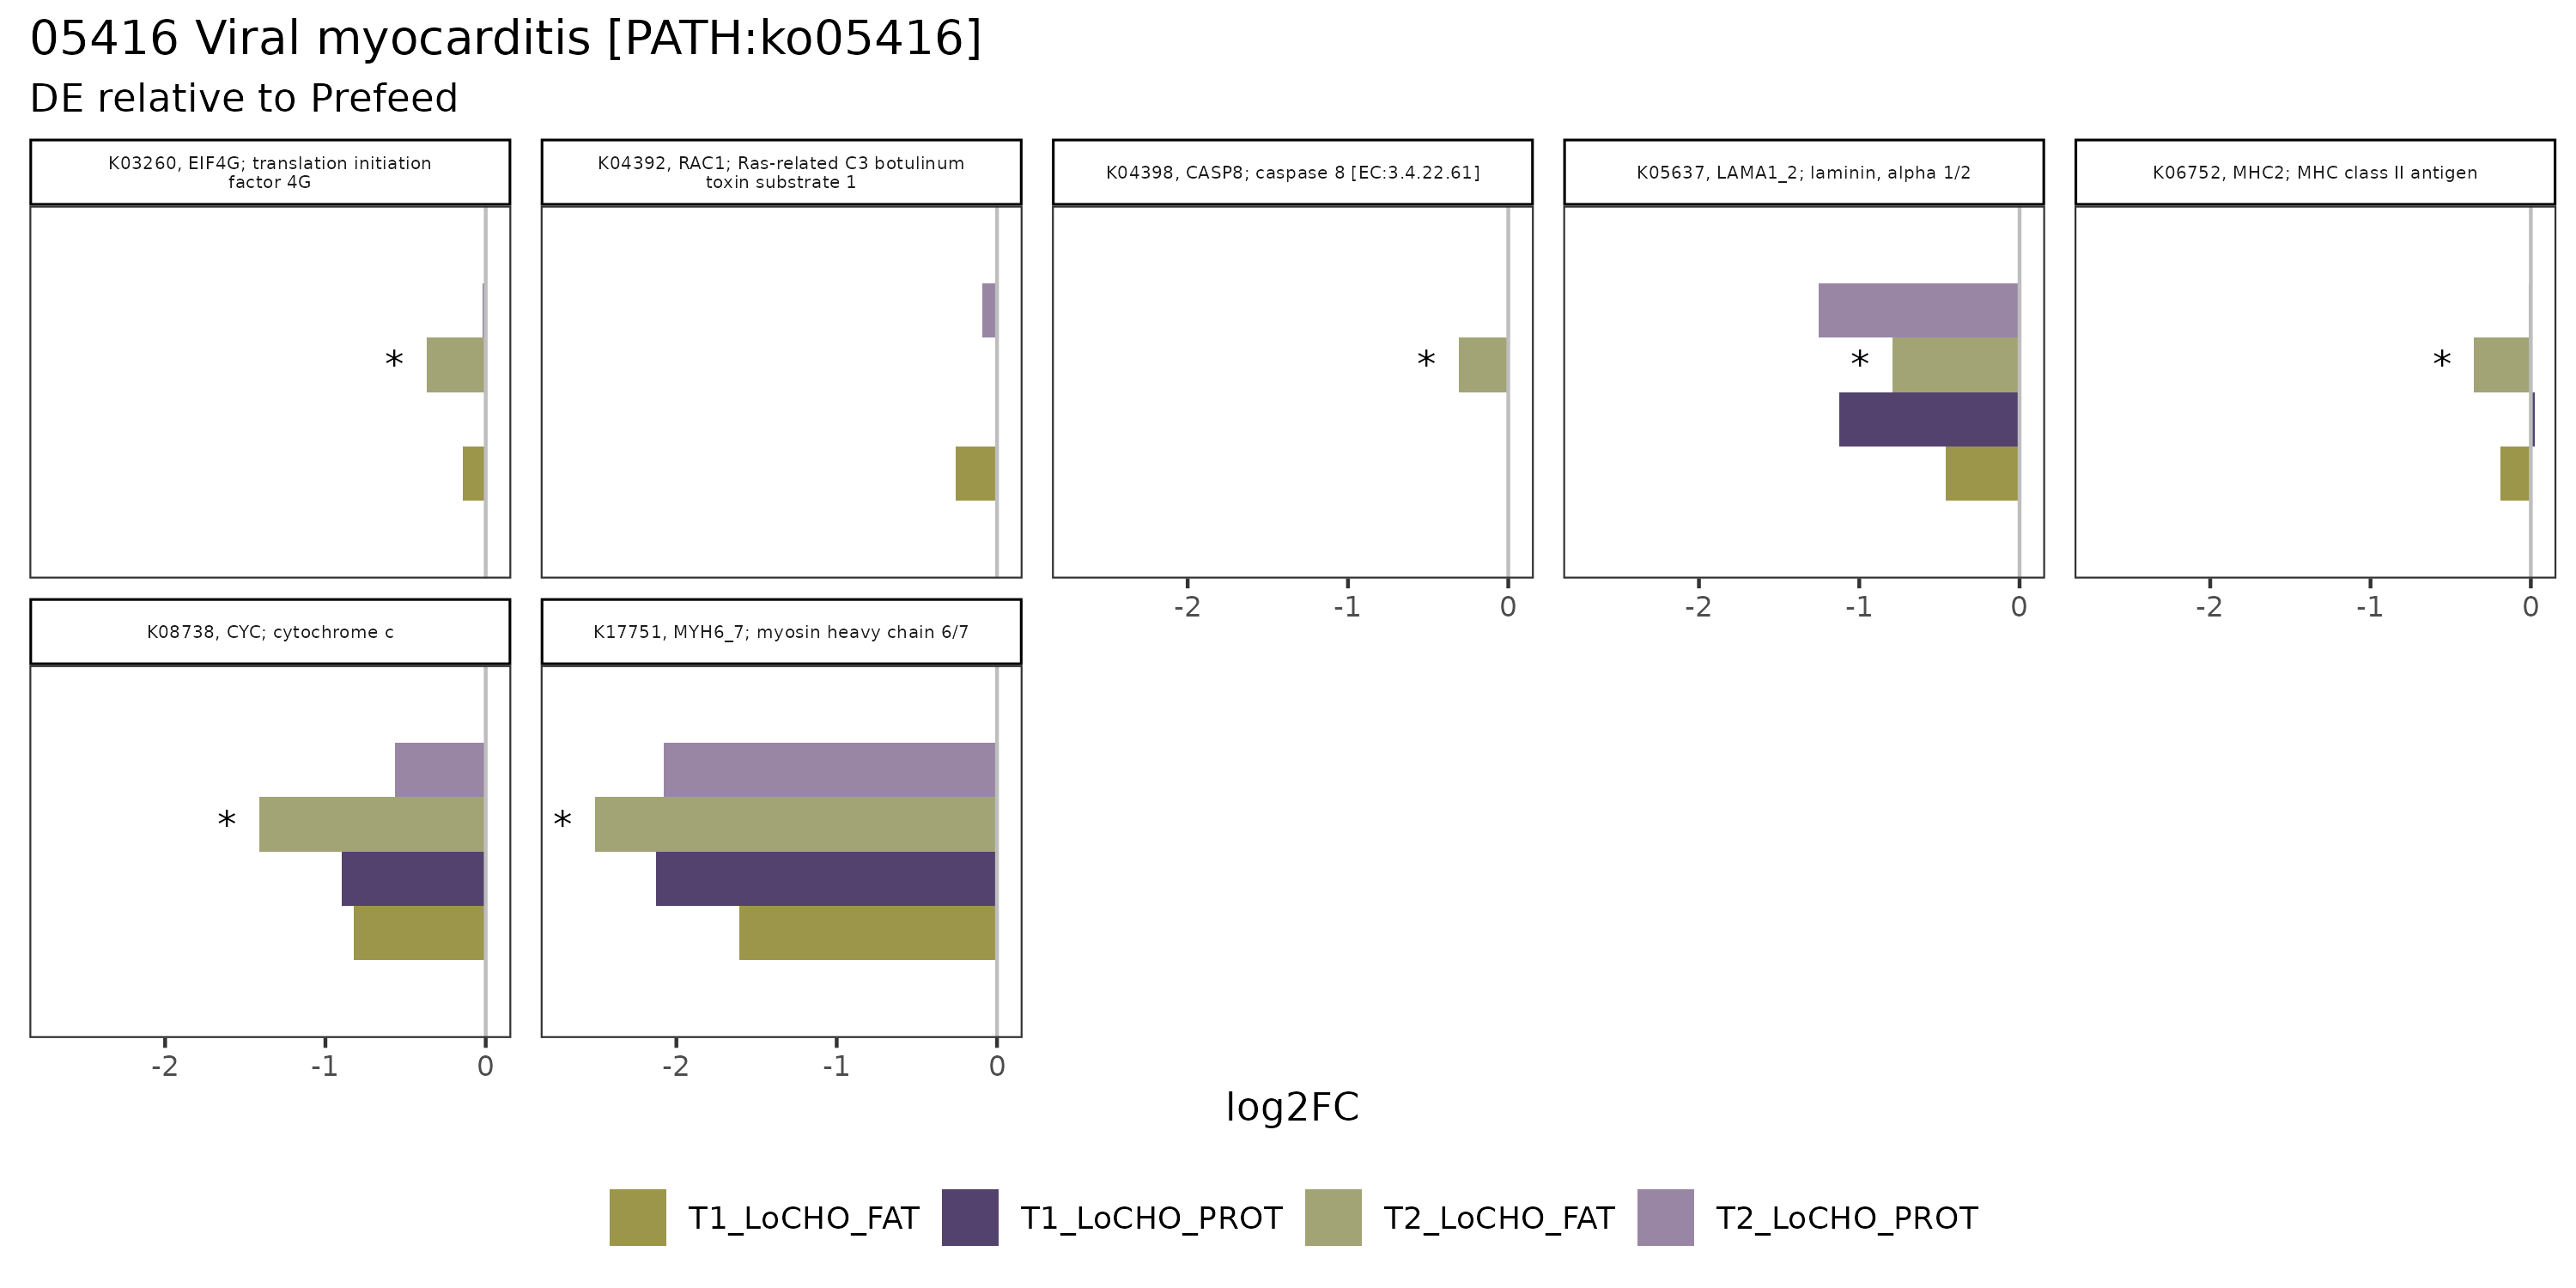 05416 Viral myocarditis [PATH:ko05416]
DE relative to Prefeed
K03260, EIF4G; translation initiation
factor 4G
K04392, RAC1; Ras-related C3 botulinum
toxin substrate 1
K04398, CASP8; caspase 8 [EC:3.4.22.61]
K05637, LAMA1_2; laminin, alpha 1/2
K06752, MHC2; MHC class II antigen
*
*
*
*
-2 -1 0
-2 -1 0
-2 -1 0
K08738, CYC; cytochrome c
K17751, MYH6_7; myosin heavy chain 6/7
*
*
-2 -1 0
-2 -1 0
log2FC
T1_LoCHO_FAT
T1_LoCHO_PROT
T2_LoCHO_FAT
T2_LoCHO_PROT